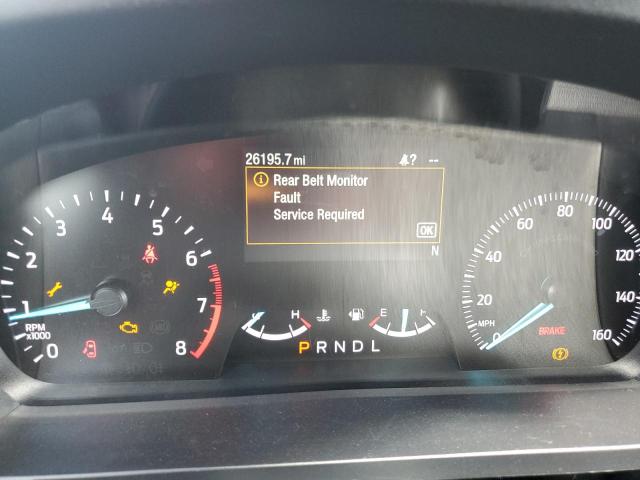 26195.7 mi ? --
Rear Belt Monitor
Fault
Service Required
OK
N
0 1 2 3 4 5 6 7 8
RPM
x1000
H
E F
P R N D L
0 20 40 60 80 100 120 140 160
MPH
BRAKE